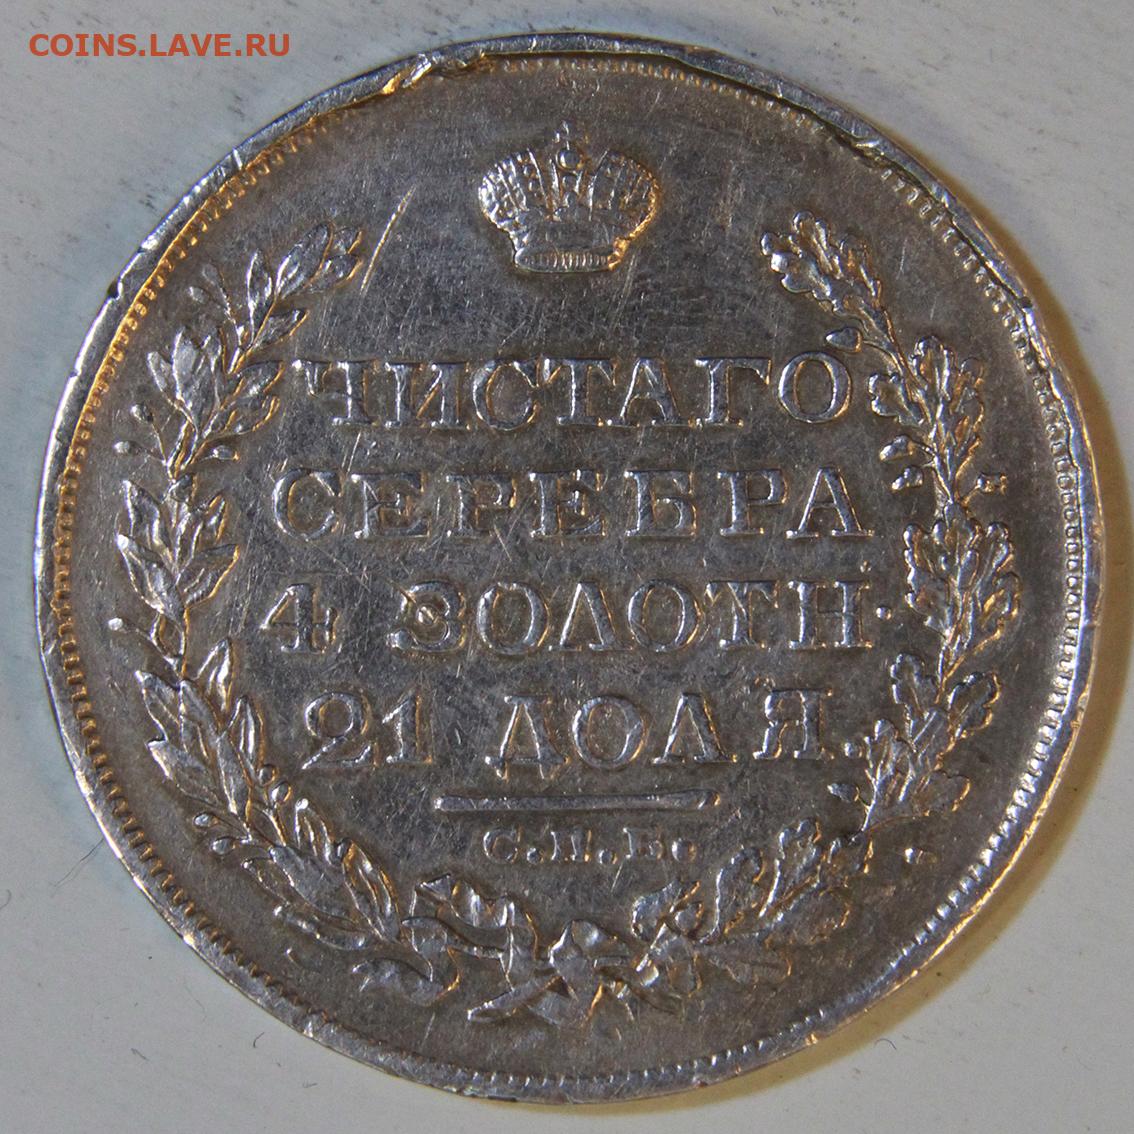 COINS.LAVE.RU
ЧИСТАГО
СЕРЕБРА
4 ЗОЛОТН.
21 ДОЛЯ.
С.П.Б.